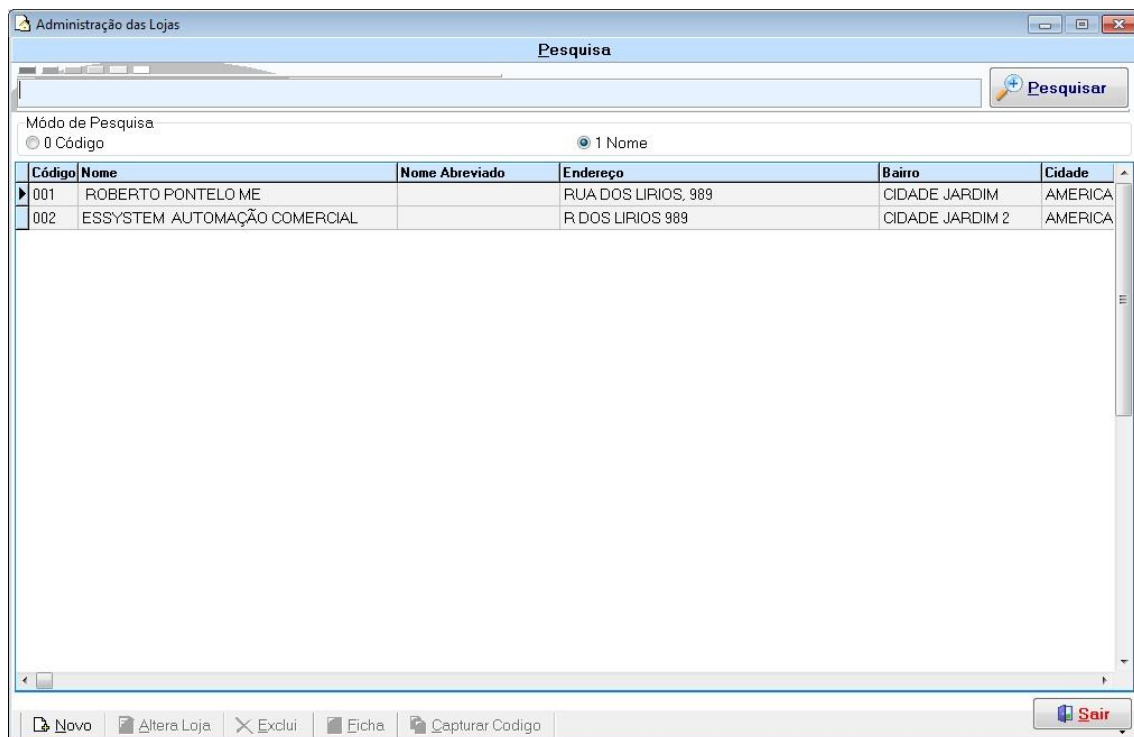 Administração das Lojas
Pesquisa
Pesquisar
Módo de Pesquisa
0 Código
1 Nome
Código Nome Nome Abreviado Endereço Bairro Cidade
001 ROBERTO PONTELO ME RUA DOS LIRIOS, 989 CIDADE JARDIM AMERICA
002 ESSYSTEM AUTOMAÇÃO COMERCIAL R DOS LIRIOS 989 CIDADE JARDIM 2 AMERICA
Novo Altera Loja Exclui Ficha Capturar Codigo Sair